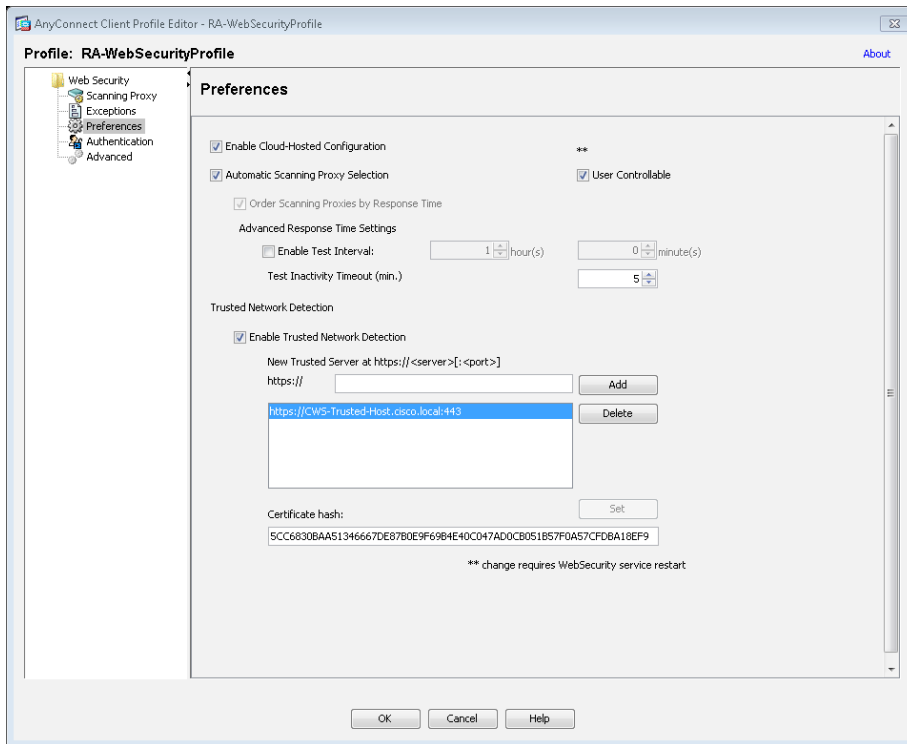 AnyConnect Client Profile Editor - RA-WebSecurityProfile
Profile: RA-WebSecurityProfile
About
Web Security
Scanning Proxy
Exceptions
Preferences
Authentication
Advanced
Preferences
Enable Cloud-Hosted Configuration **
Automatic Scanning Proxy Selection User Controllable
Order Scanning Proxies by Response Time
Advanced Response Time Settings
Enable Test Interval: 1 hour(s) 0 minute(s)
Test Inactivity Timeout (min.) 5
Trusted Network Detection
Enable Trusted Network Detection
New Trusted Server at https://<server>[:<port>]
https:// Add
https://CWS-Trusted-Host.cisco.local:443 Delete
Certificate hash: Set
5CC6830BAA51346667DE87B0E9F69B4E40C047AD0CB051B57F0A57CFDBA18EF9
** change requires WebSecurity service restart
OK Cancel Help